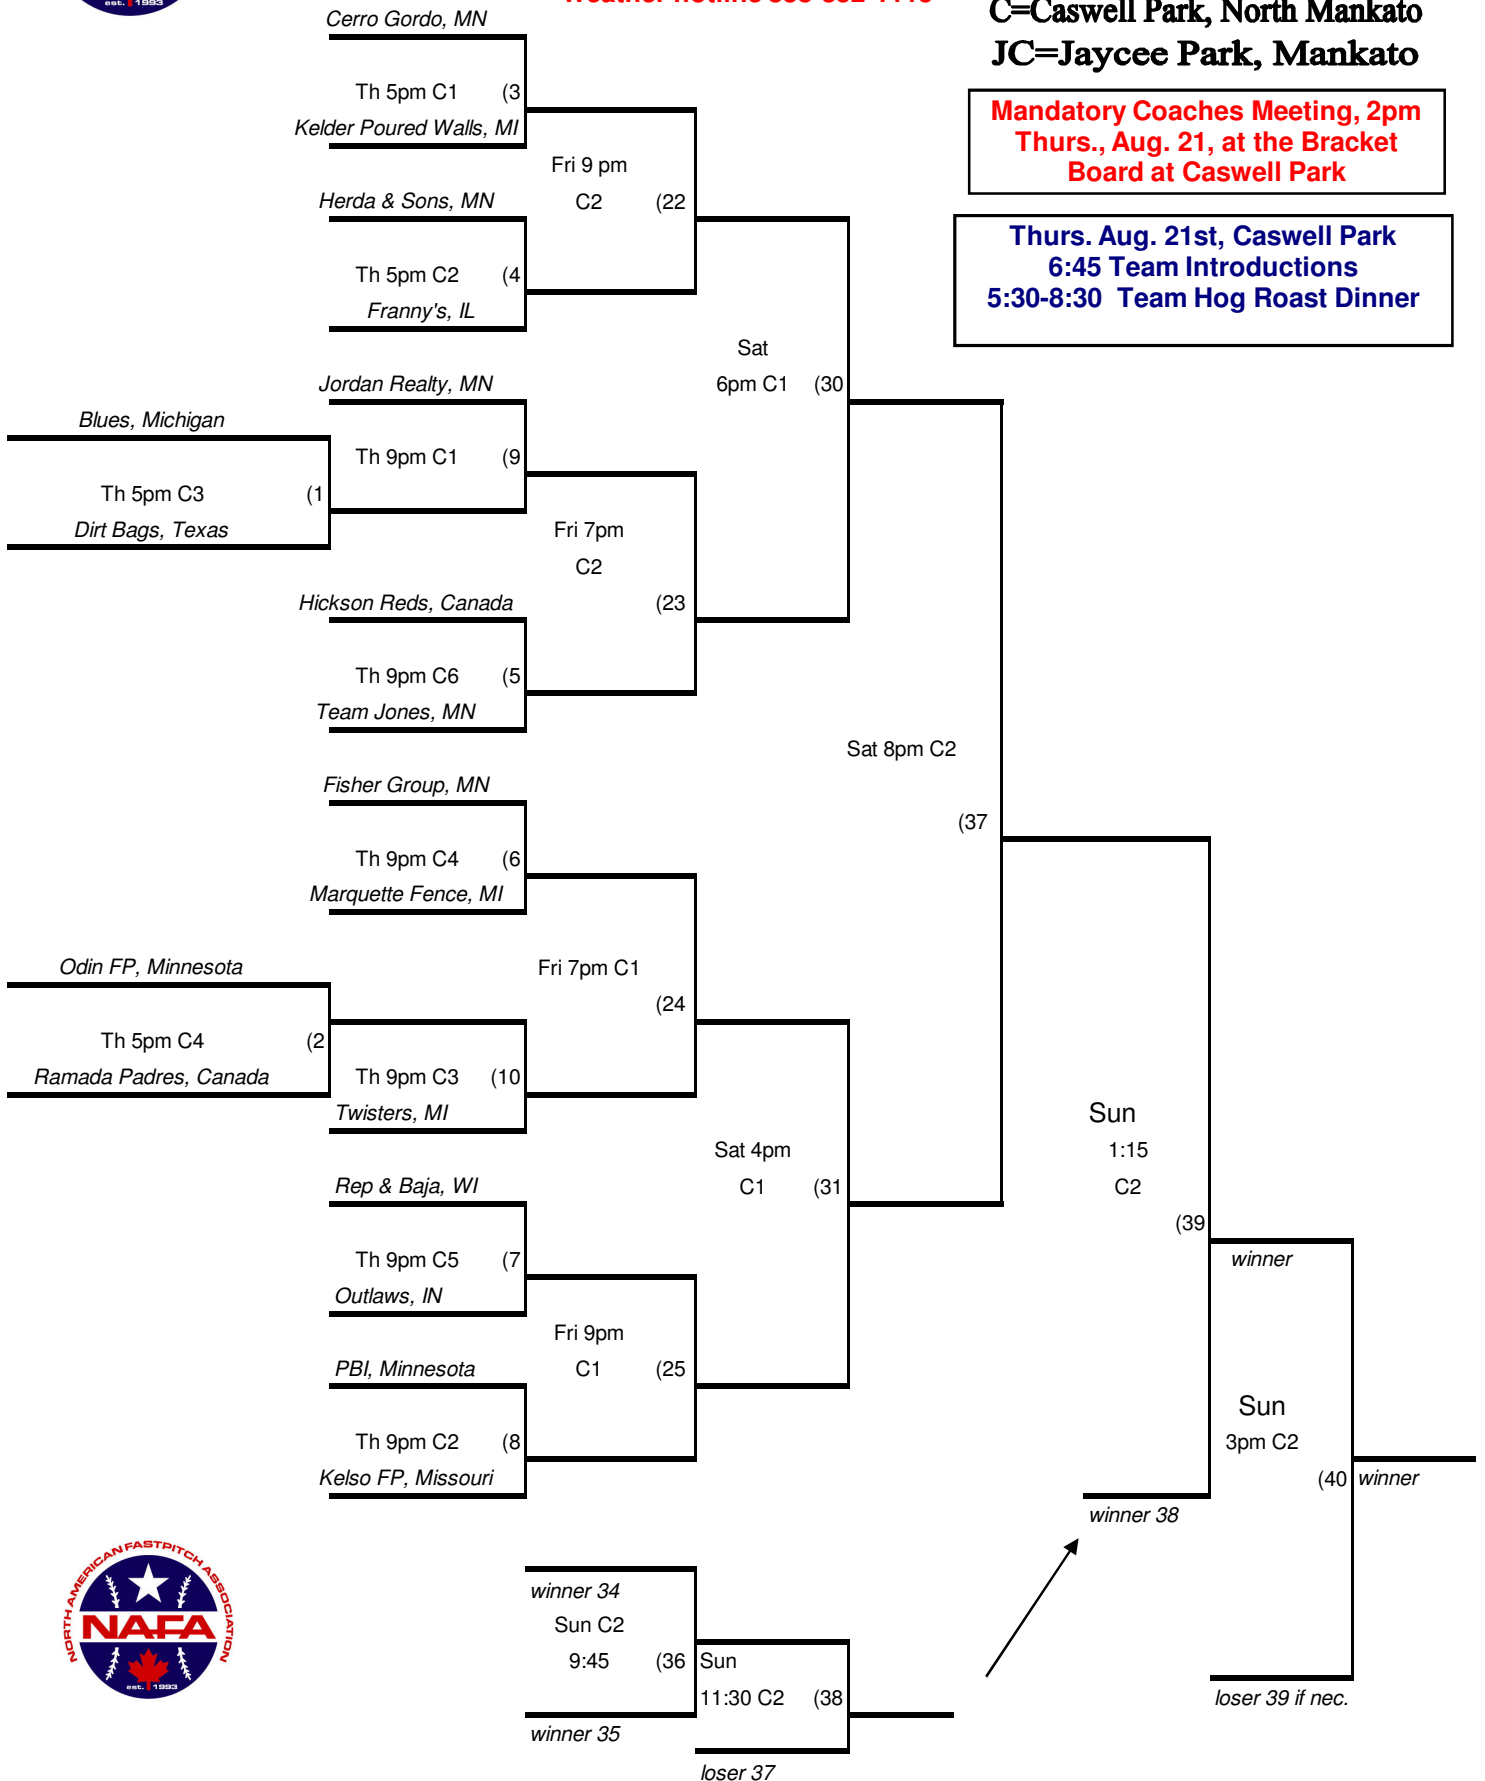 est. 1993
C=Caswell Park, North Mankato
JC=Jaycee Park, Mankato
Mandatory Coaches Meeting, 2pm
Thurs., Aug. 21, at the Bracket
Board at Caswell Park
Thurs. Aug. 21st, Caswell Park
6:45 Team Introductions
5:30-8:30 Team Hog Roast Dinner
Cerro Gordo, MN
Th 5pm C1 (3
Kelder Poured Walls, MI
Fri 9 pm
C2 (22
Herda & Sons, MN
Th 5pm C2 (4
Franny's, IL
Sat
6pm C1 (30
Jordan Realty, MN
Blues, Michigan
Th 9pm C1 (9
Th 5pm C3 (1
Dirt Bags, Texas
Fri 7pm
C2
(23
Hickson Reds, Canada
Th 9pm C6 (5
Team Jones, MN
Sat 8pm C2
(37
Fisher Group, MN
Th 9pm C4 (6
Marquette Fence, MI
Odin FP, Minnesota
Fri 7pm C1
(24
Th 5pm C4 (2
Ramada Padres, Canada
Th 9pm C3 (10
Twisters, MI
Sat 4pm
C1 (31
Rep & Baja, WI
Th 9pm C5 (7
Outlaws, IN
Fri 9pm
C1 (25
PBI, Minnesota
Th 9pm C2 (8
Kelso FP, Missouri
Sun
1:15
C2
(39
winner
Sun
3pm C2
(40
winner
winner 38
loser 39 if nec.
winner 34
Sun C2
9:45 (36
winner 35
Sun
11:30 C2 (38
loser 37
NORTH AMERICAN FASTPITCH ASSOCIATION
NAFA
est. 1993